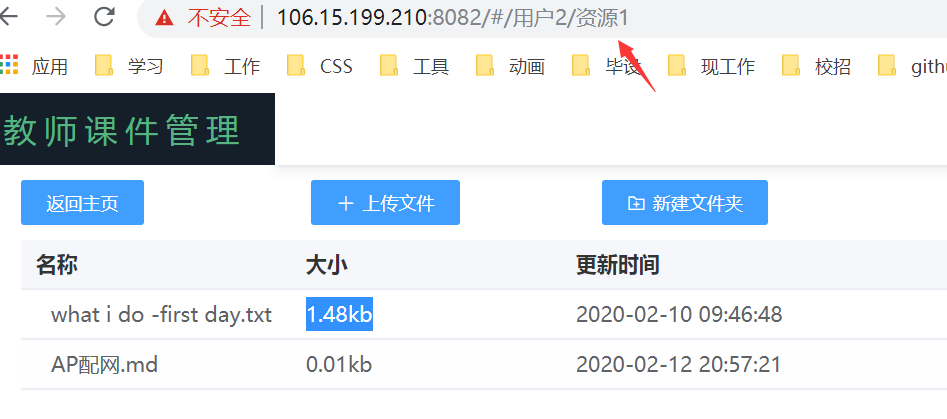 不安全 106.15.199.210:8082/#/用户2/资源1
应用 学习 工作 CSS 工具 动画 毕设 现工作 校招
教师课件管理
返回主页 上传文件 新建文件夹
名称 大小 更新时间
what i do -first day.txt 1.48kb 2020-02-10 09:46:48
AP配网.md 0.01kb 2020-02-12 20:57:21